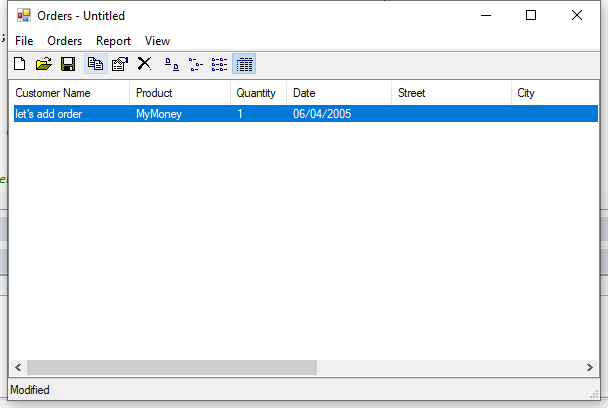 Orders - Untitled
File Orders Report View
Customer Name Product Quantity Date Street City
let's add order MyMoney 1 06/04/2005
Modified